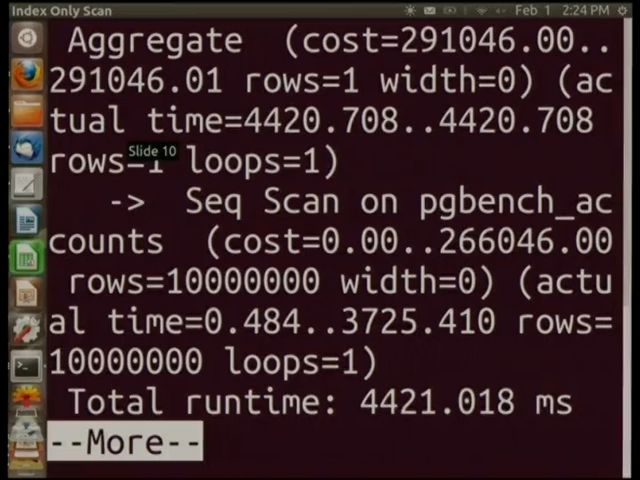 Index Only Scan
Feb 1 2:24 PM
Aggregate (cost=291046.00..
291046.01 rows=1 width=0) (ac
tual time=4420.708..4420.708
rows=1 loops=1)
Slide 10
-> Seq Scan on pgbench_ac
counts (cost=0.00..266046.00
rows=10000000 width=0) (actu
al time=0.484..3725.410 rows=
10000000 loops=1)
Total runtime: 4421.018 ms
--More--